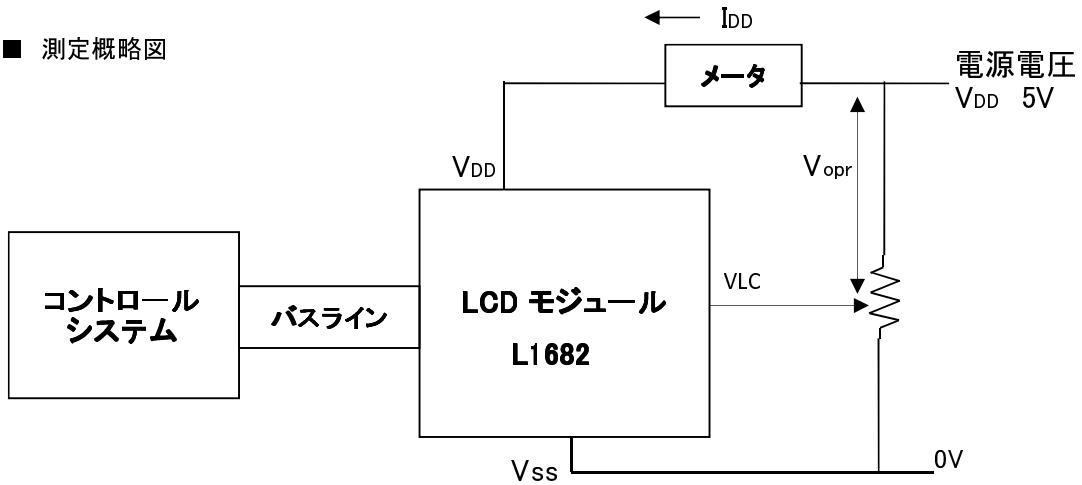 IDD
■ 測定概略図
メータ
電源電圧
VDD 5V
VDD
Vopr
コントロール
システム
バスライン
LCD モジュール
L1682
VLC
Vss
0V